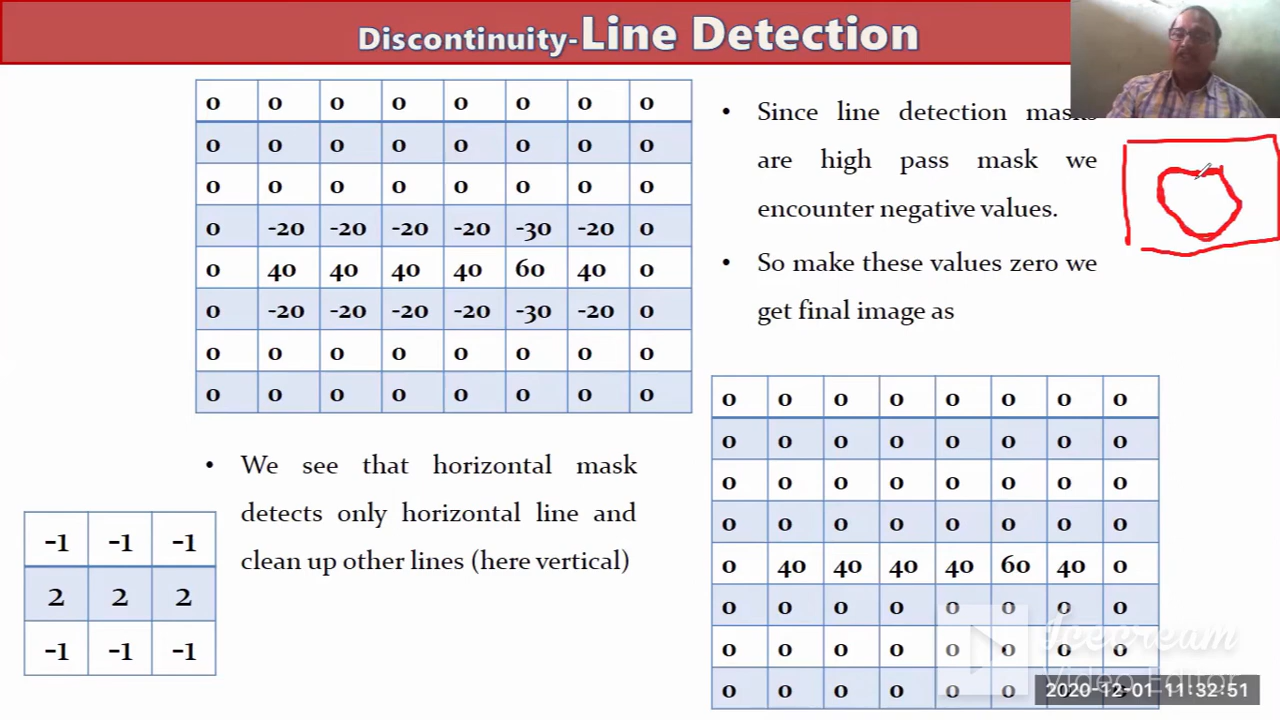 Discontinuity-Line Detection
0 0 0 0 0 0 0 0
0 0 0 0 0 0 0 0
0 0 0 0 0 0 0 0
0 -20 -20 -20 -20 -30 -20 0
0 40 40 40 40 60 40 0
0 -20 -20 -20 -20 -30 -20 0
0 0 0 0 0 0 0 0
0 0 0 0 0 0 0 0
• Since line detection masks
are high pass mask we
encounter negative values.
• So make these values zero we
get final image as
• We see that horizontal mask
detects only horizontal line and
clean up other lines (here vertical)
-1 -1 -1
2 2 2
-1 -1 -1
0 0 0 0 0 0 0 0
0 0 0 0 0 0 0 0
0 0 0 0 0 0 0 0
0 0 0 0 0 0 0 0
0 40 40 40 40 60 40 0
0 0 0 0 0 0 0 0
0 0 0 0 0 0 0 0
0 0 0 0 0 0 0 0
Icecream
Video Editor
2020-12-01 11:32:51